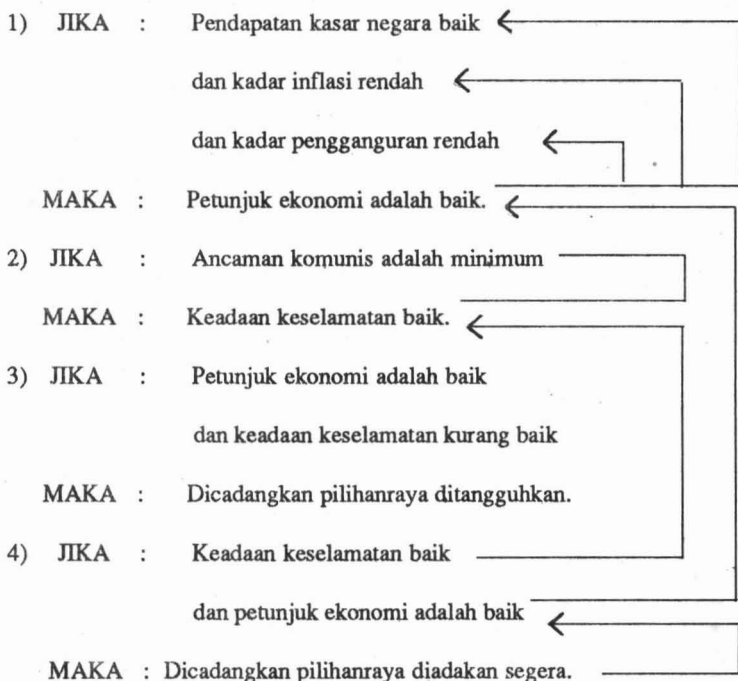 1) JIKA : Pendapatan kasar negara baik
dan kadar inflasi rendah
dan kadar pengganguran rendah
MAKA : Petunjuk ekonomi adalah baik.
2) JIKA : Ancaman komunis adalah minimum
MAKA : Keadaan keselamatan baik.
3) JIKA : Petunjuk ekonomi adalah baik
dan keadaan keselamatan kurang baik
MAKA : Dicadangkan pilihanraya ditangguhkan.
4) JIKA : Keadaan keselamatan baik
dan petunjuk ekonomi adalah baik
MAKA : Dicadangkan pilihanraya diadakan segera.